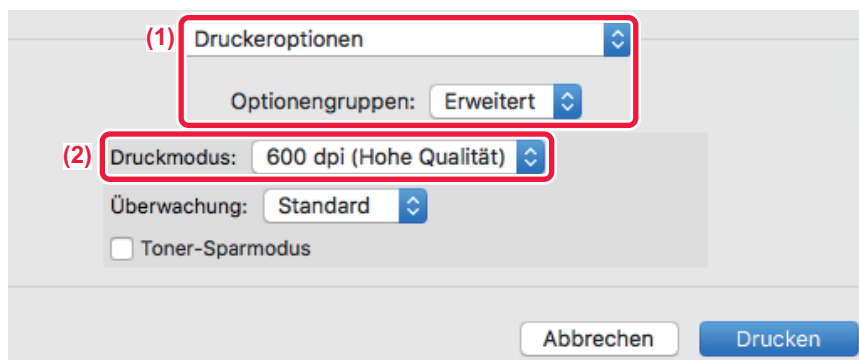 (1) Druckeroptionen
Optionengruppen: Erweitert
(2) Druckmodus: 600 dpi (Hohe Qualität)
Überwachung: Standard
Toner-Sparmodus
Abbrechen Drucken